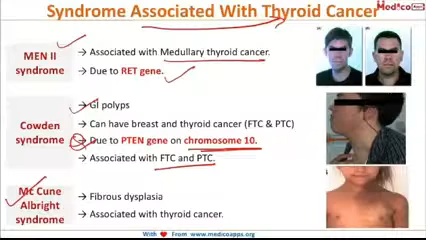 Syndrome Associated With Thyroid Cancer
Medico Apps
(A)
(B)
MEN II
syndrome
→ Associated with Medullary thyroid cancer.
→ Due to RET gene.
Cowden
syndrome
→ GI polyps
→ Can have breast and thyroid cancer (FTC & PTC)
→ Due to PTEN gene on chromosome 10.
→ Associated with FTC and PTC.
Mc Cune
Albright
syndrome
→ Fibrous dysplasia
→ Associated with thyroid cancer.
With ❤ From www.medicoapps.org